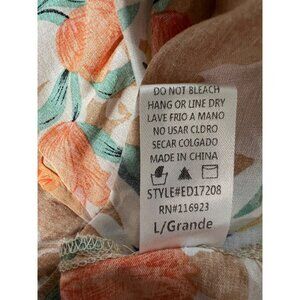 DO NOT BLEACH
HANG OR LINE DRY
LAVE FRIO A MANO
NO USAR CLDRO
SECAR COLGADO
MADE IN CHINA
STYLE#ED17208
RN#116923
L/Grande